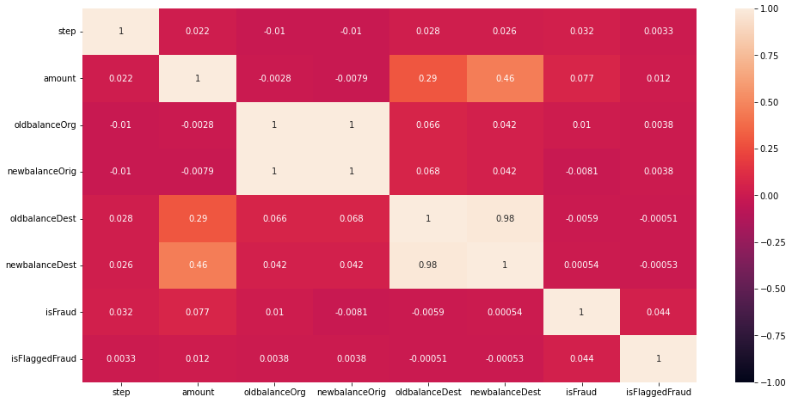 step 1 0.022 -0.01 -0.01 0.028 0.026 0.032 0.0033
amount 0.022 1 -0.0028 -0.0079 0.29 0.46 0.077 0.012
oldbalanceOrg -0.01 -0.0028 1 1 0.066 0.042 0.01 0.0038
newbalanceOrig -0.01 -0.0079 1 1 0.068 0.042 -0.0081 0.0038
oldbalanceDest 0.028 0.29 0.066 0.068 1 0.98 -0.0059 -0.00051
newbalanceDest 0.026 0.46 0.042 0.042 0.98 1 0.00054 -0.00053
isFraud 0.032 0.077 0.01 -0.0081 -0.0059 0.00054 1 0.044
isFlaggedFraud 0.0033 0.012 0.0038 0.0038 -0.00051 -0.00053 0.044 1
step amount oldbalanceOrg newbalanceOrig oldbalanceDest newbalanceDest isFraud isFlaggedFraud
1.00
0.75
0.50
0.25
0.00
-0.25
-0.50
-0.75
-1.00